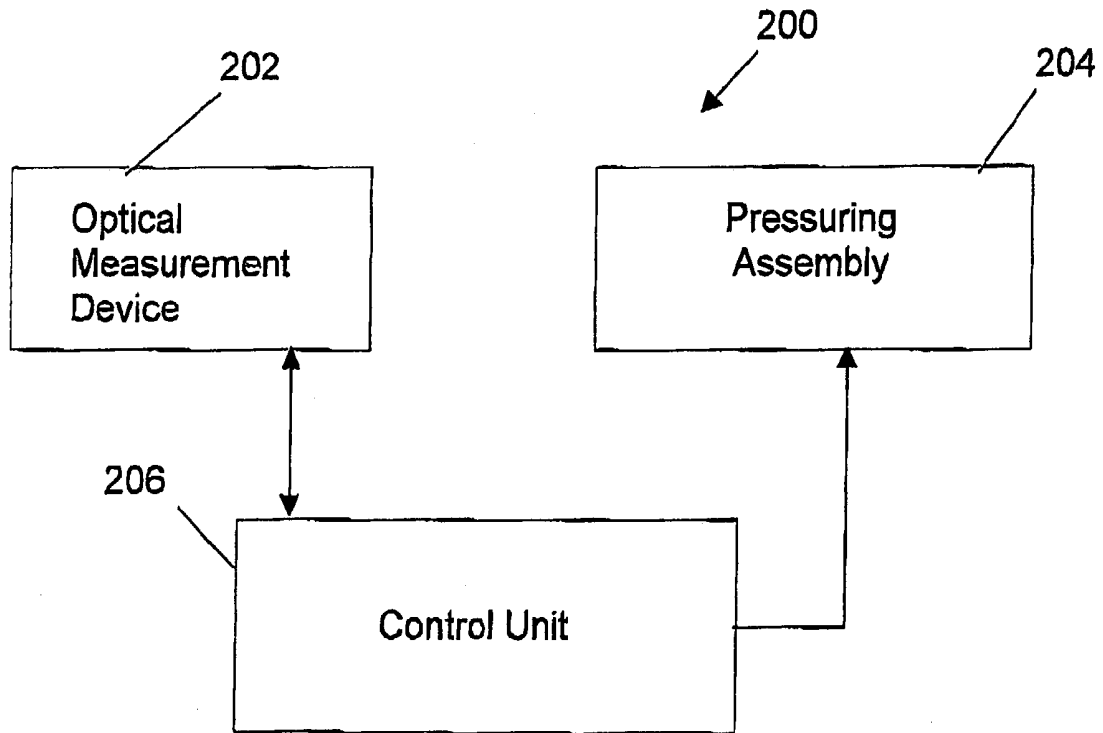 200
202
204
Optical
Measurement
Device
Pressuring
Assembly
206
Control Unit